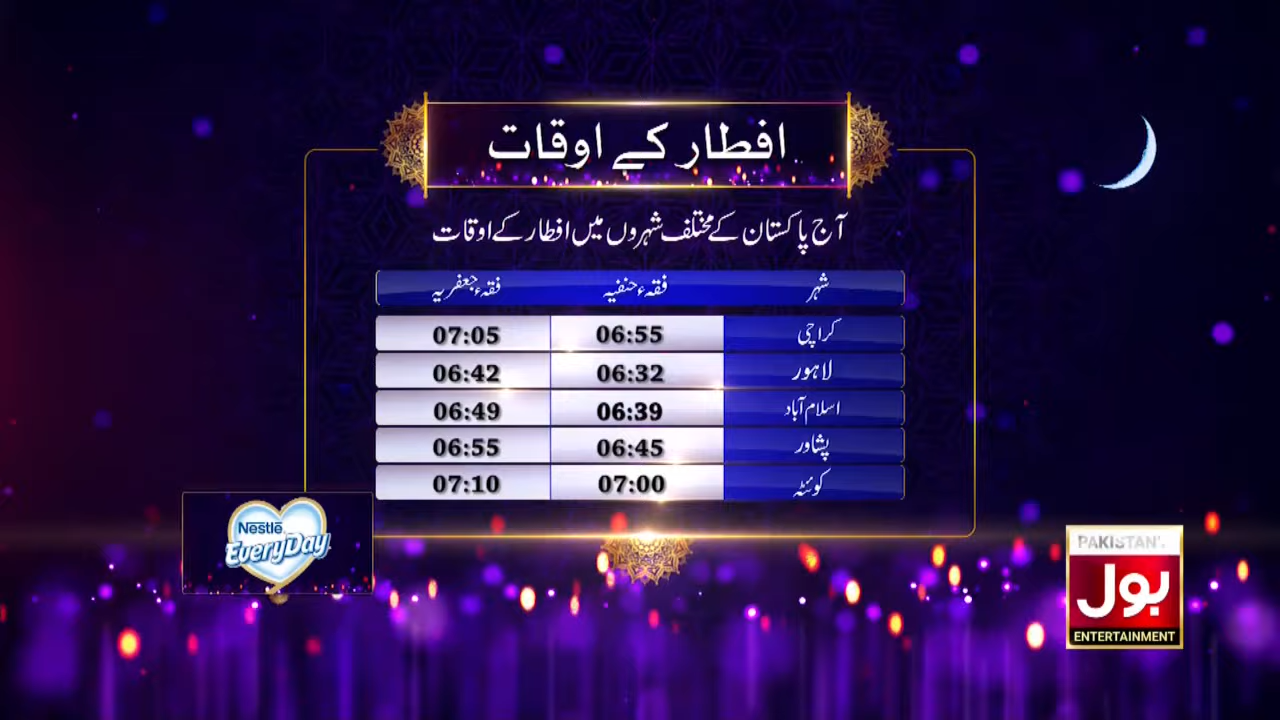 افطار کے اوقات
آج پاکستان کے مختلف شہروں میں افطار کے اوقات
شہر فقہء حنفیہ فقہء جعفریہ
کراچی 06:55 07:05
لاہور 06:32 06:42
اسلام آباد 06:39 06:49
پشاور 06:45 06:55
کوئٹہ 07:00 07:10
Nestlé
EveryDay
PAKISTAN'
بول
ENTERTAINMENT